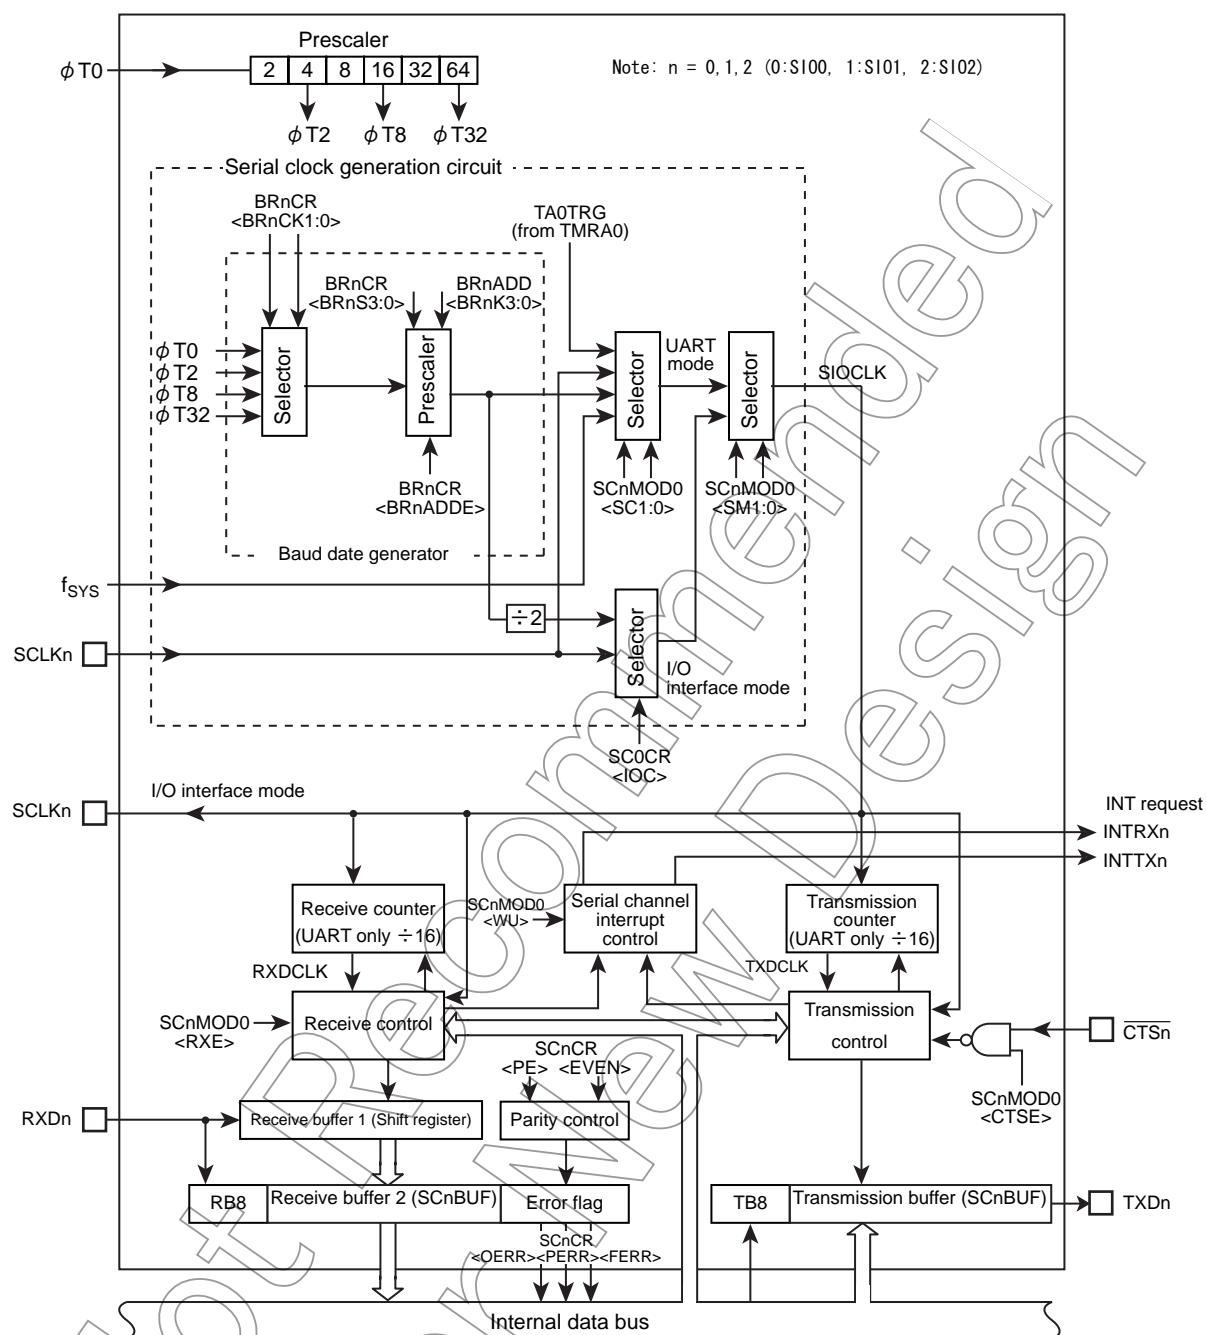 Prescaler
φT0
2 4 8 16 32 64
Note: n = 0,1,2 (0:SIO0, 1:SIO1, 2:SIO2)
φT2 φT8 φT32
Serial clock generation circuit
BRnCR
<BRnCK1:0>
TA0TRG
(from TMRA0)
BRnCR
<BRnS3:0>
BRnADD
<BRnK3:0>
φT0
φT2
φT8
φT32
Selector
Prescaler
Selector
UART
mode
Selector
SIOCLK
BRnCR
<BRnADDE>
SCnMOD0
<SC1:0>
SCnMOD0
<SM1:0>
Baud date generator
fSYS
÷2
SCLKn
Selector
I/O
interface mode
SC0CR
<IOC>
I/O interface mode
SCLKn
INT request
INTRXn
INTTXn
Receive counter
(UART only ÷16)
SCnMOD0
<WU>
Serial channel
interrupt
control
Transmission
counter
(UART only ÷16)
RXDCLK
TXDCLK
SCnMOD0
<RXE>
Receive control
Transmission
control
CTSn
SCnMOD0
<CTSE>
SCnCR
<PE> <EVEN>
RXDn
Receive buffer 1 (Shift register)
Parity control
RB8
Receive buffer 2 (SCnBUF)
Error flag
TB8
Transmission buffer (SCnBUF)
TXDn
SCnCR
<OERR><PERR><FERR>
Internal data bus
Not Recommended
for New Design